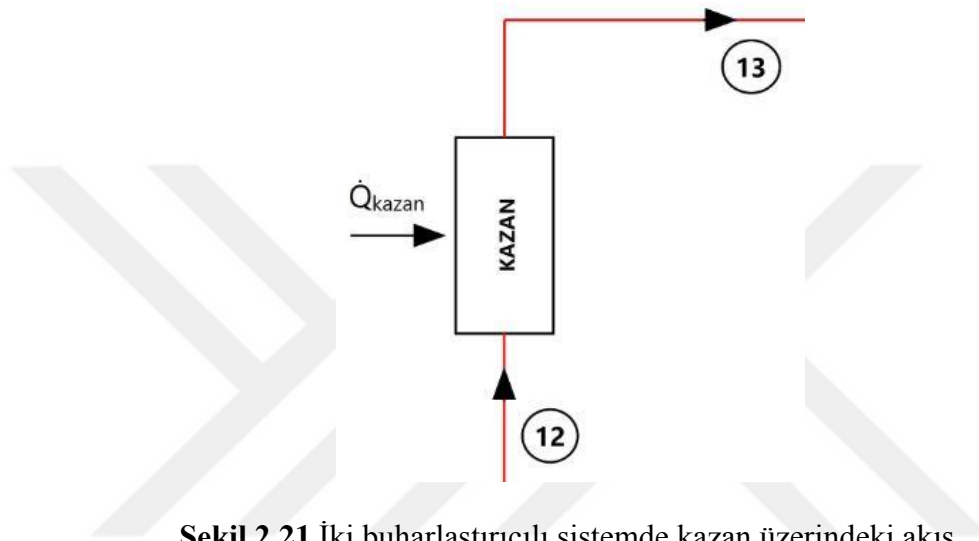 13
Q̇kazan
KAZAN
12
Şekil 2.21 İki buharlaştırıcılı sistemde kazan üzerindeki akış